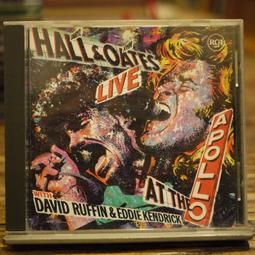 HALL & OATES
LIVE
RCA
AT THE
APOLLO
WITH
DAVID RUFFIN & EDDIE KENDRICK